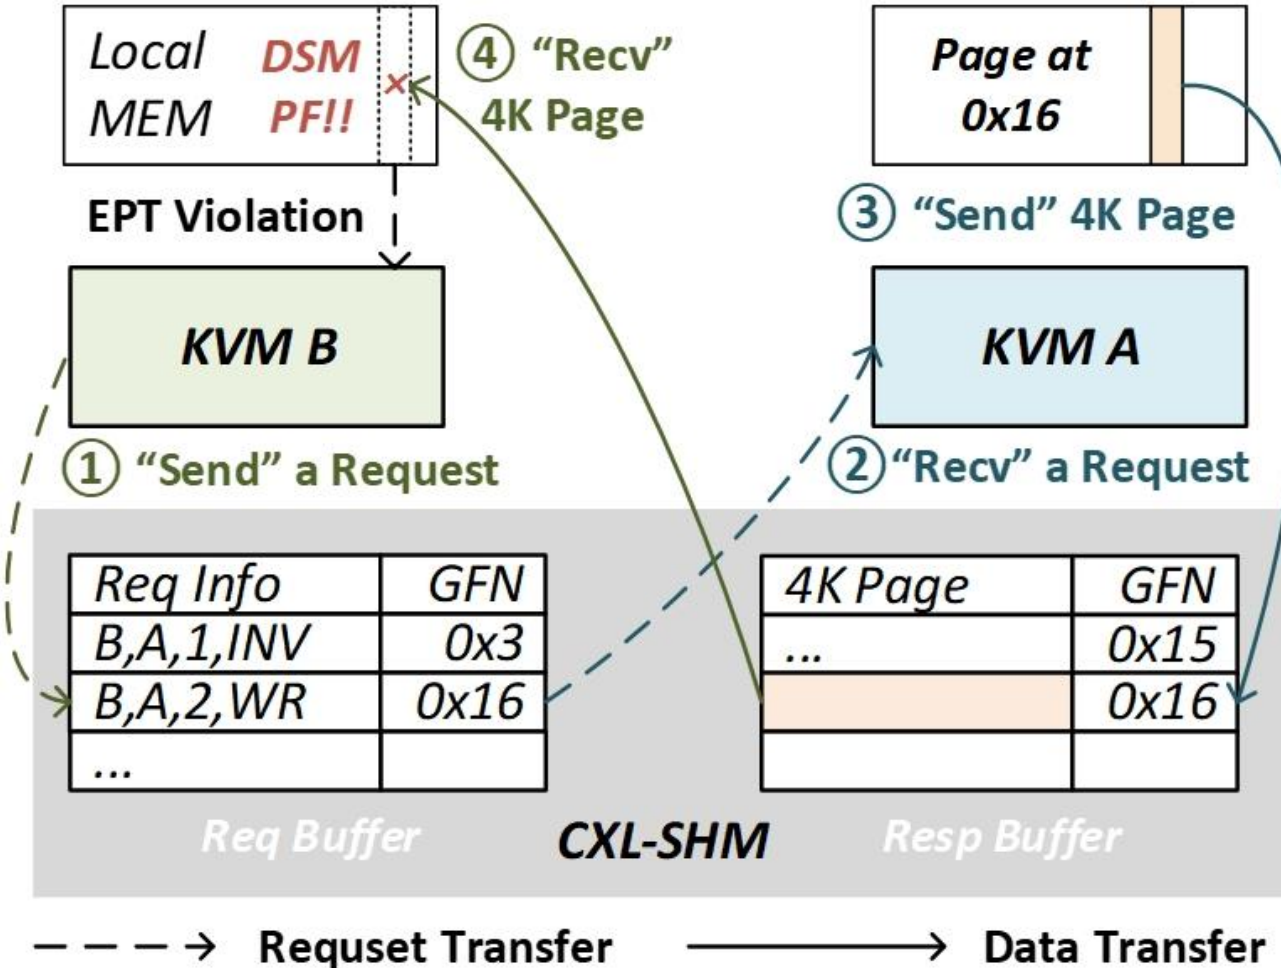 Local
MEM
DSM
PF!!
×
④ “Recv”
4K Page
Page at
0x16
EPT Violation
③ “Send” 4K Page
KVM B
KVM A
① “Send” a Request
② “Recv” a Request
Req Info GFN
B,A,1,INV 0x3
B,A,2,WR 0x16
...
4K Page GFN
... 0x15
0x16
Req Buffer
CXL-SHM
Resp Buffer
Requset Transfer
Data Transfer